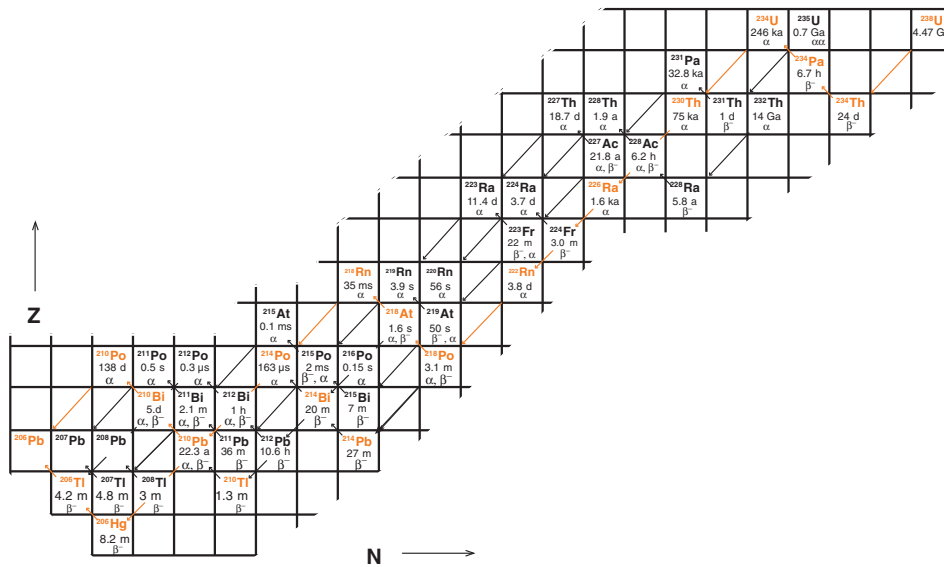 ²³⁴U ²³⁵U ²³⁸U
246 ka 0.7 Ga 4.47 G
α αα
²³¹Pa ²³⁴Pa
32.8 ka 6.7 h
α β⁻
²²⁷Th ²²⁸Th ²³⁰Th ²³¹Th ²³²Th ²³⁴Th
18.7 d 1.9 a 75 ka 1 d 14 Ga 24 d
α α α β⁻ α β⁻
²²⁷Ac ²²⁸Ac
21.8 a 6.2 h
α, β⁻ α, β⁻
²²³Ra ²²⁴Ra ²²⁶Ra ²²⁸Ra
11.4 d 3.7 d 1.6 ka 5.8 a
α α α β⁻
²²³Fr ²²⁴Fr
22 m 3.0 m
β⁻, α β⁻
²¹⁸Rn ²¹⁹Rn ²²⁰Rn ²²²Rn
35 ms 3.9 s 56 s 3.8 d
α α α α
Z
²¹⁵At ²¹⁸At ²¹⁹At
0.1 ms 1.6 s 50 s
α α, β⁻ β⁻, α
²¹⁰Po ²¹¹Po ²¹²Po ²¹⁴Po ²¹⁵Po ²¹⁶Po ²¹⁸Po
138 d 0.5 s 0.3 µs 163 µs 2 ms 0.15 s 3.1 m
α α α α β⁻, α α α, β⁻
²¹⁰Bi ²¹¹Bi ²¹²Bi ²¹⁴Bi ²¹⁵Bi
5.d 2.1 m 1 h 20 m 7 m
α, β⁻ α, β⁻ α, β⁻ α, β⁻ β⁻
²⁰⁶Pb ²⁰⁷Pb ²⁰⁸Pb ²¹⁰Pb ²¹¹Pb ²¹²Pb ²¹⁴Pb
22.3 a 36 m 10.6 h 27 m
α, β⁻ β⁻ β⁻ β⁻
²⁰⁶Tl ²⁰⁷Tl ²⁰⁸Tl ²¹⁰Tl
4.2 m 4.8 m 3 m 1.3 m
β⁻ β⁻ β⁻ β⁻
²⁰⁶Hg
8.2 m
β⁻
N